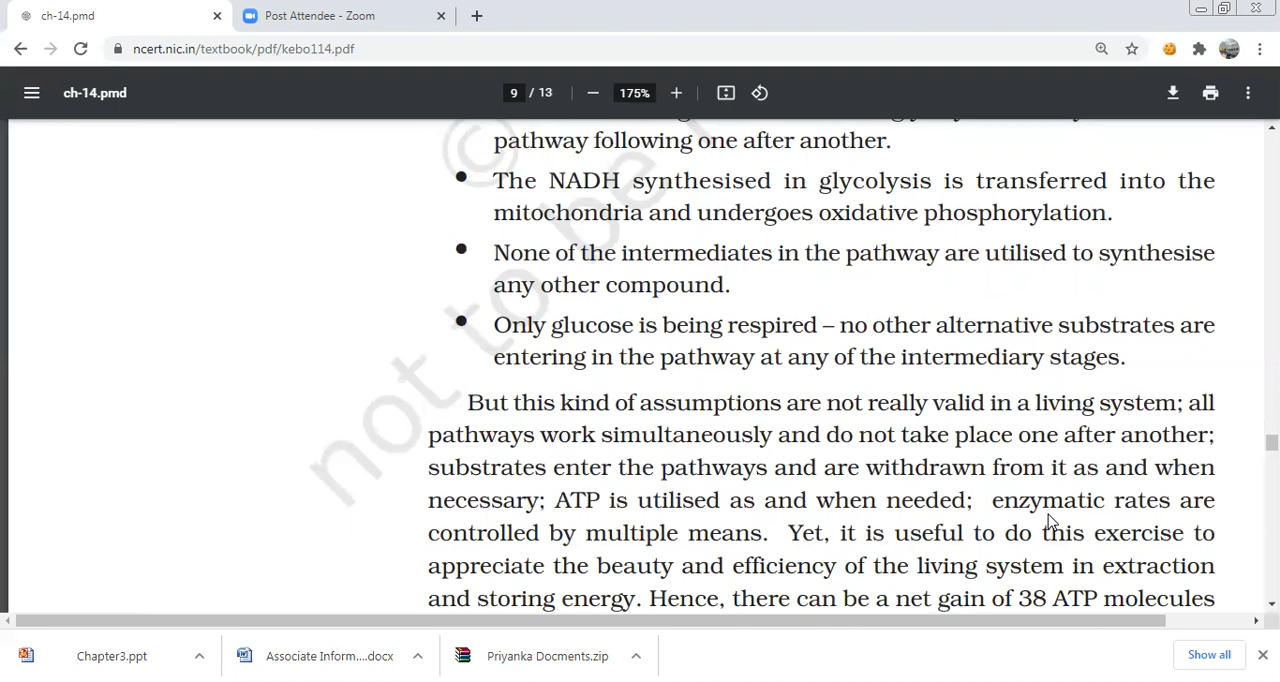 ch-14.pmd
Post Attendee - Zoom
ncert.nic.in/textbook/pdf/kebo114.pdf
ch-14.pmd
9 / 13
175%
pathway following one after another.
• The NADH synthesised in glycolysis is transferred into the
mitochondria and undergoes oxidative phosphorylation.
• None of the intermediates in the pathway are utilised to synthesise
any other compound.
• Only glucose is being respired – no other alternative substrates are
entering in the pathway at any of the intermediary stages.
But this kind of assumptions are not really valid in a living system; all
pathways work simultaneously and do not take place one after another;
substrates enter the pathways and are withdrawn from it as and when
necessary; ATP is utilised as and when needed; enzymatic rates are
controlled by multiple means. Yet, it is useful to do this exercise to
appreciate the beauty and efficiency of the living system in extraction
and storing energy. Hence, there can be a net gain of 38 ATP molecules
© not to be
Chapter3.ppt
Associate Inform....docx
Priyanka Docments.zip
Show all